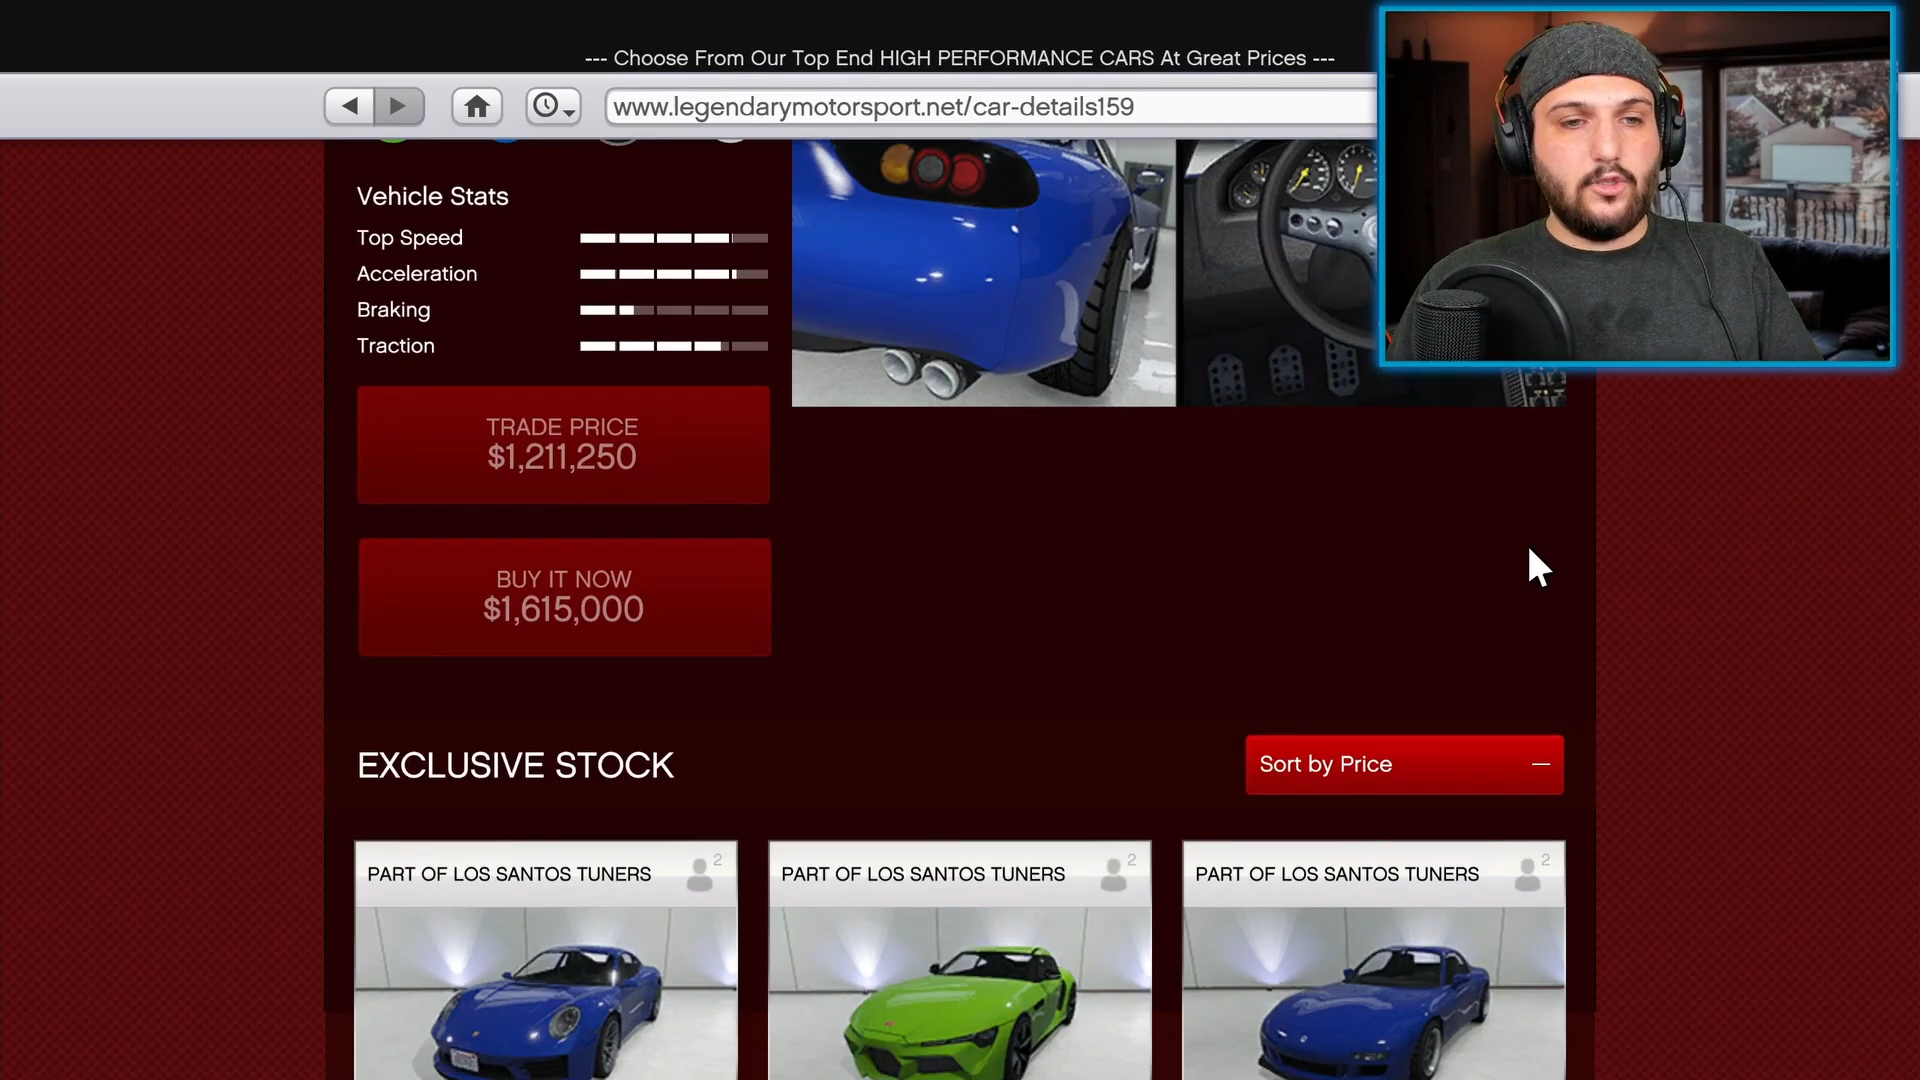 --- Choose From Our Top End HIGH PERFORMANCE CARS At Great Prices ---
www.legendarymotorsport.net/car-details159
Vehicle Stats
Top Speed
Acceleration
Braking
Traction
TRADE PRICE
$1,211,250
BUY IT NOW
$1,615,000
EXCLUSIVE STOCK
Sort by Price
PART OF LOS SANTOS TUNERS 2
PART OF LOS SANTOS TUNERS 2
PART OF LOS SANTOS TUNERS 2